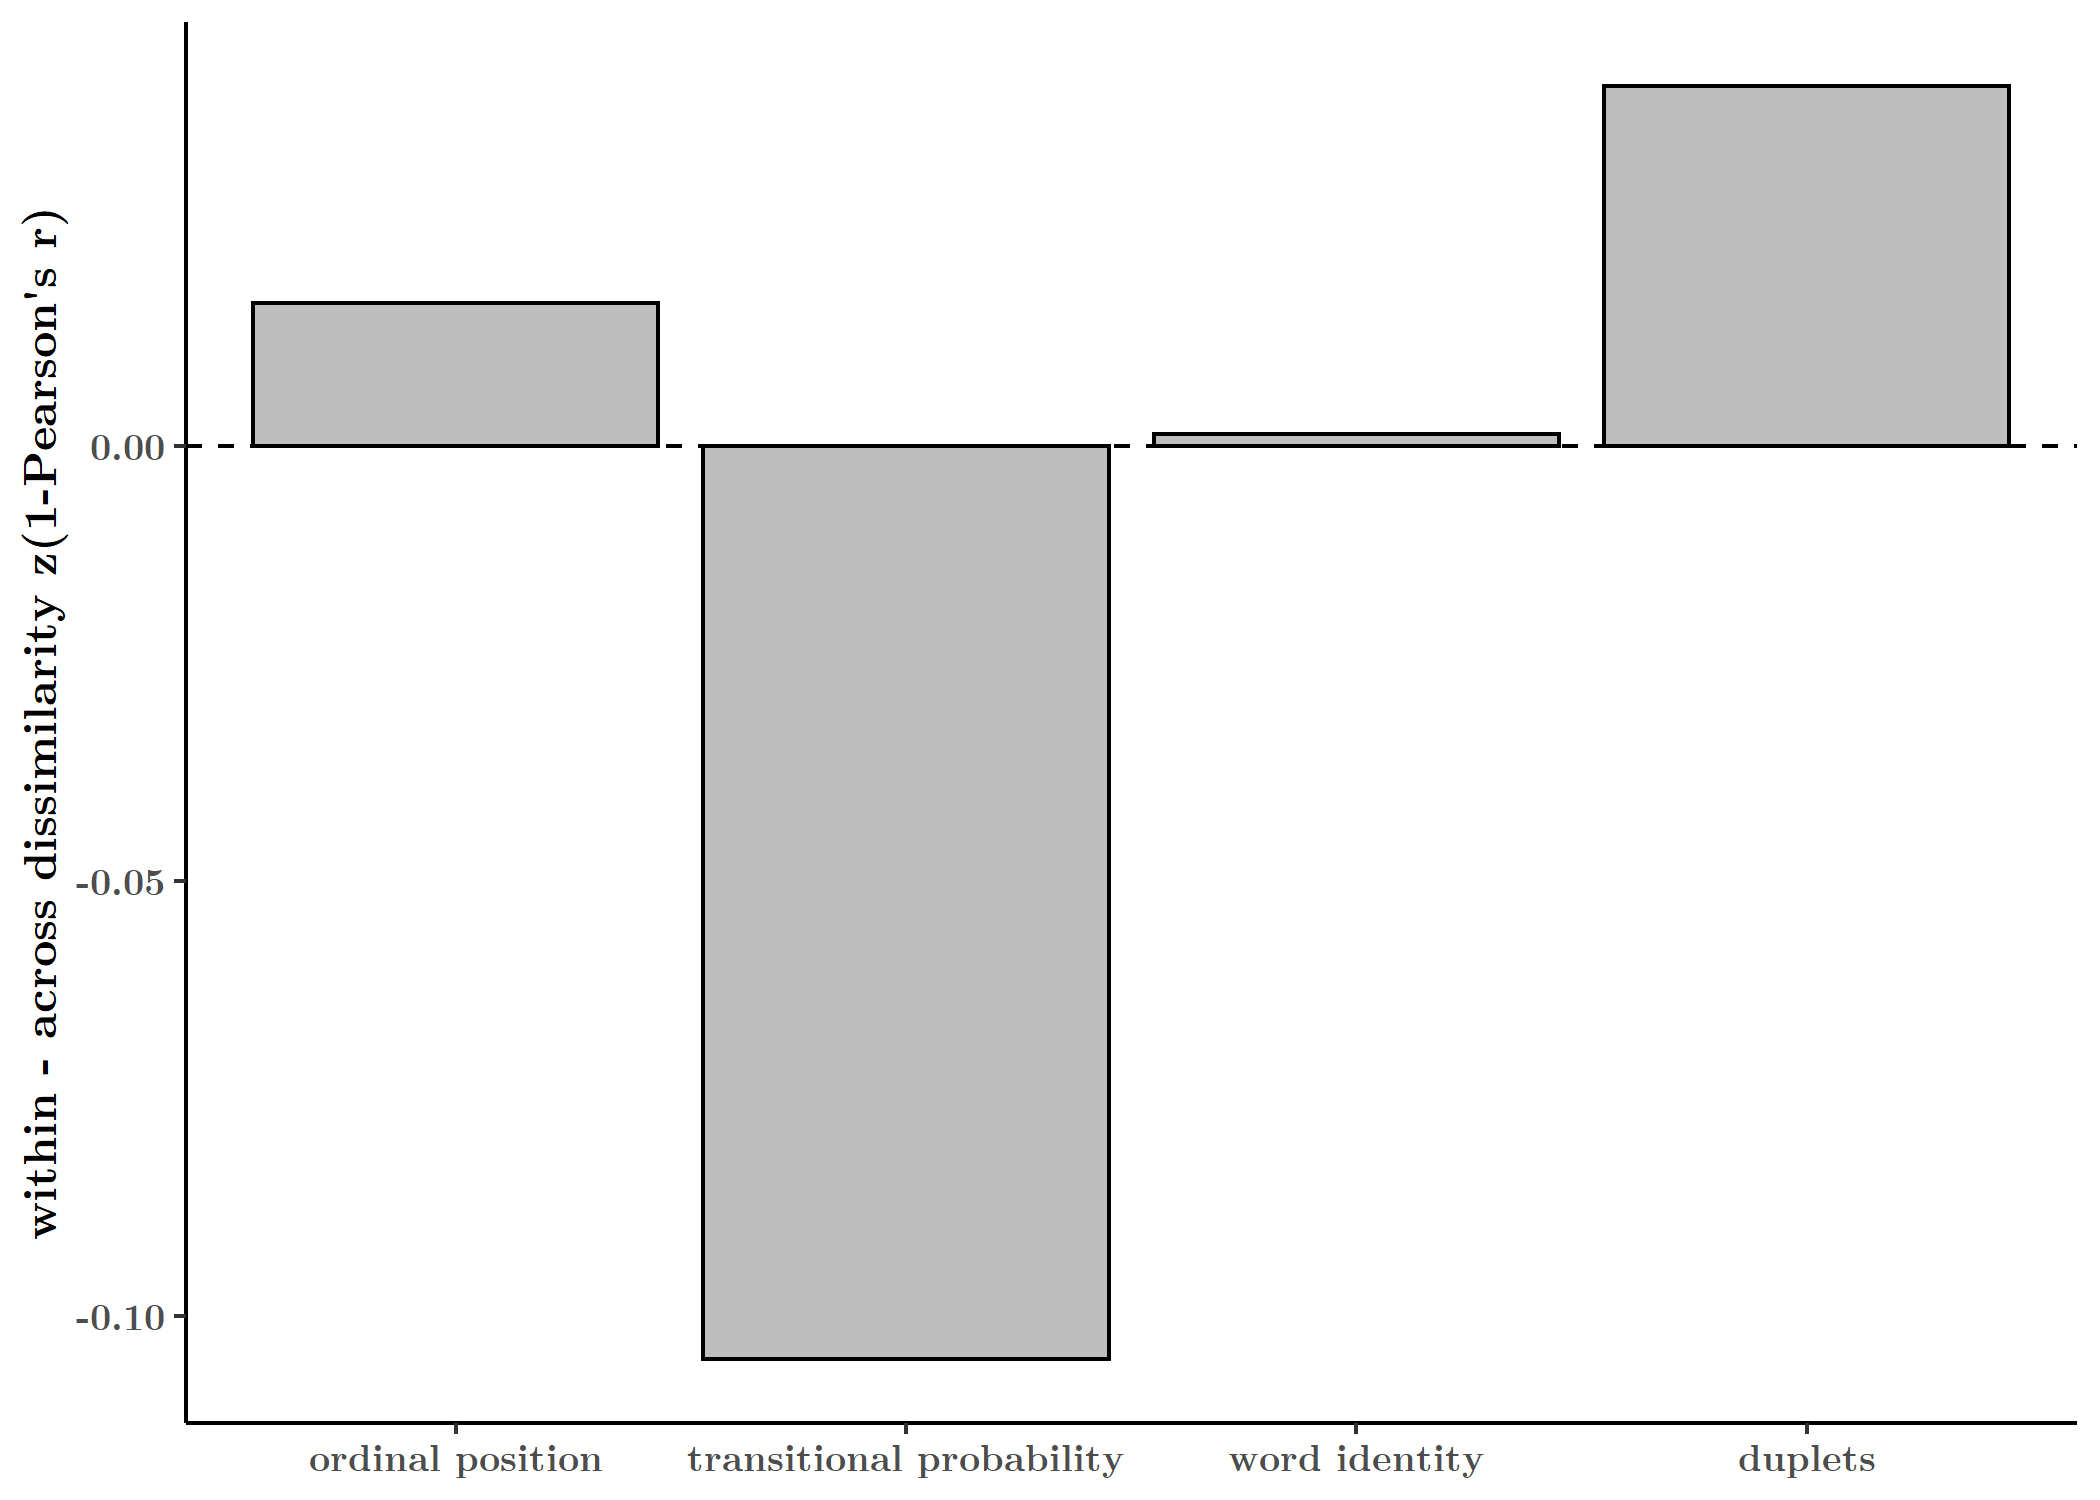 within - across dissimilarity z(1-Pearson's r)
0.00
-0.05
-0.10
ordinal position
transitional probability
word identity
duplets